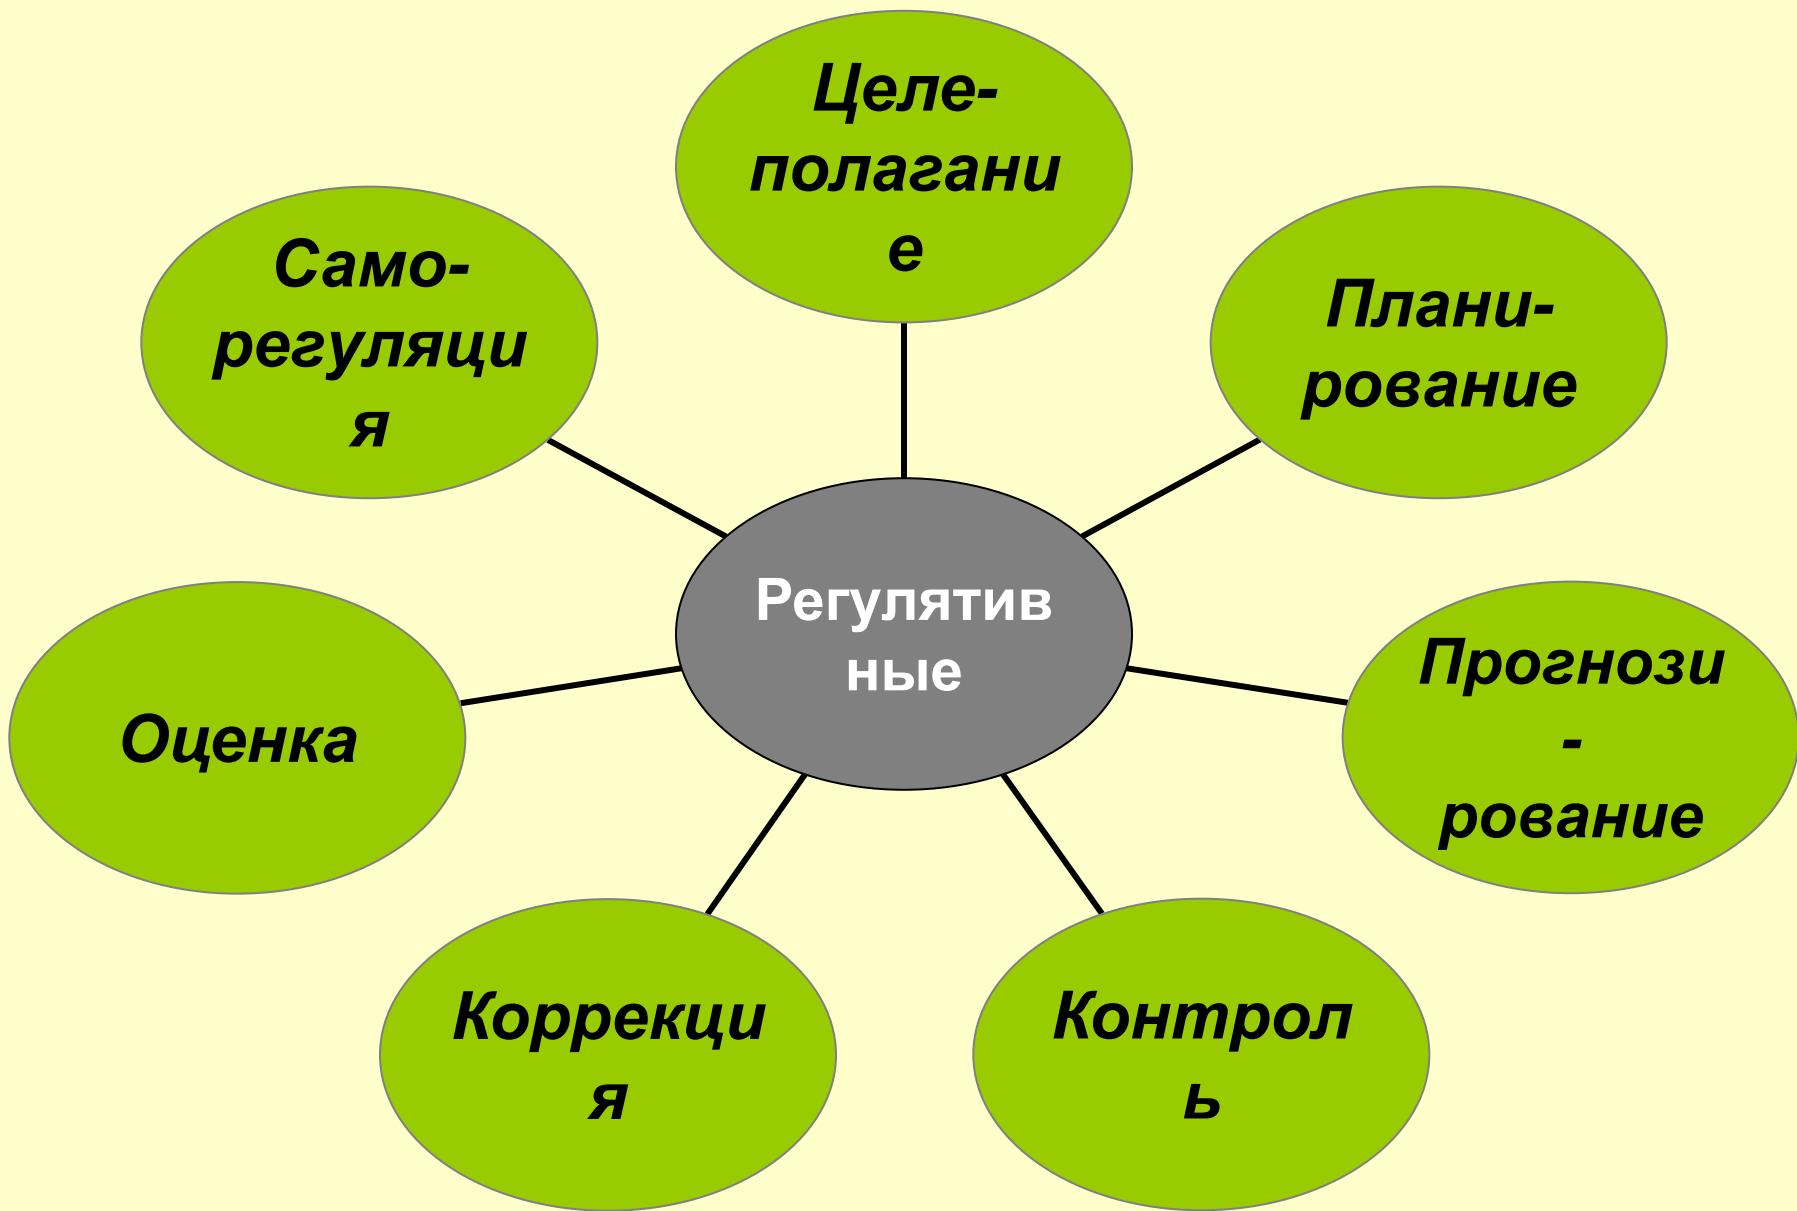 Целе-
полагани
е
Само-
регуляци
я
Плани-
рование
Регулятив
ные
Прогнози
-
рование
Оценка
Коррекци
я
Контрол
ь